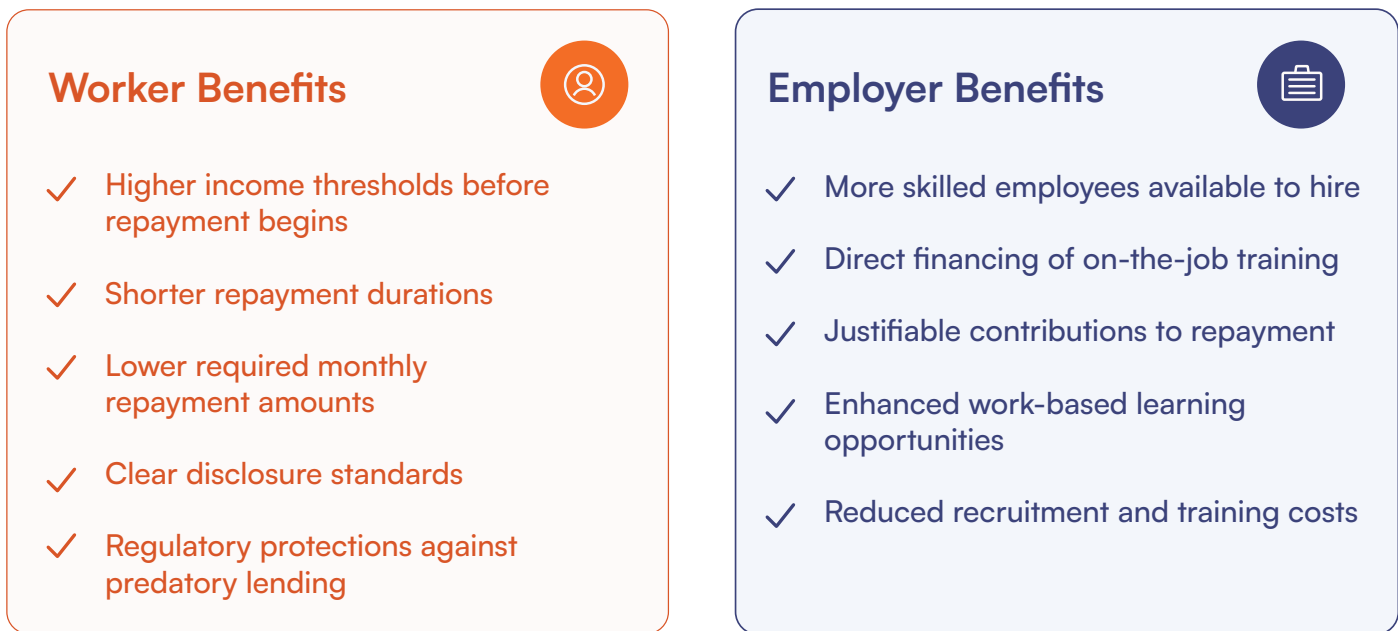 Worker Benefits
Higher income thresholds before
repayment begins
Shorter repayment durations
Lower required monthly
repayment amounts
Clear disclosure standards
Regulatory protections against
predatory lending
Employer Benefits
More skilled employees available to hire
Direct financing of on-the-job training
Justifiable contributions to repayment
Enhanced work-based learning
opportunities
Reduced recruitment and training costs